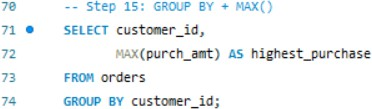 70 -- Step 15: GROUP BY + MAX()
71 SELECT customer_id,
72 MAX(purch_amt) AS highest_purchase
73 FROM orders
74 GROUP BY customer_id;